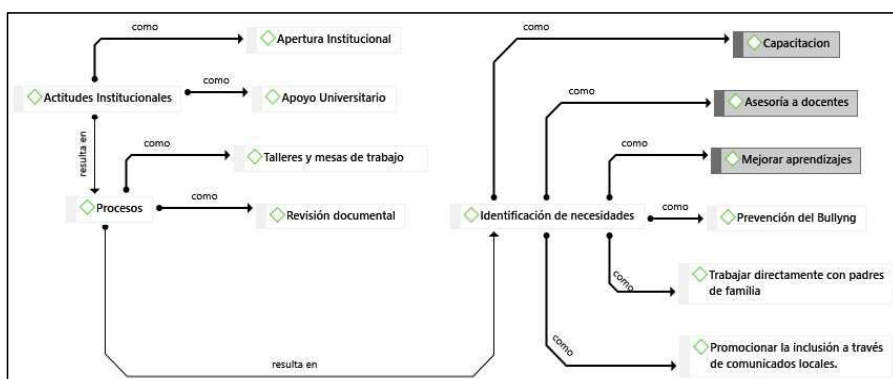 como
Apertura Institucional
como
Actitudes Institucionales
Apoyo Universitario
resulta en
como
Talleres y mesas de trabajo
como
Procesos
Revisión documental
resulta en
como
Capacitacion
como
Asesoría a docentes
como
Mejorar aprendizajes
Identificación de necesidades
como
Prevención del Bullyng
como
Trabajar directamente con padres
de familia
como
Promocionar la inclusión a través
de comunicados locales.